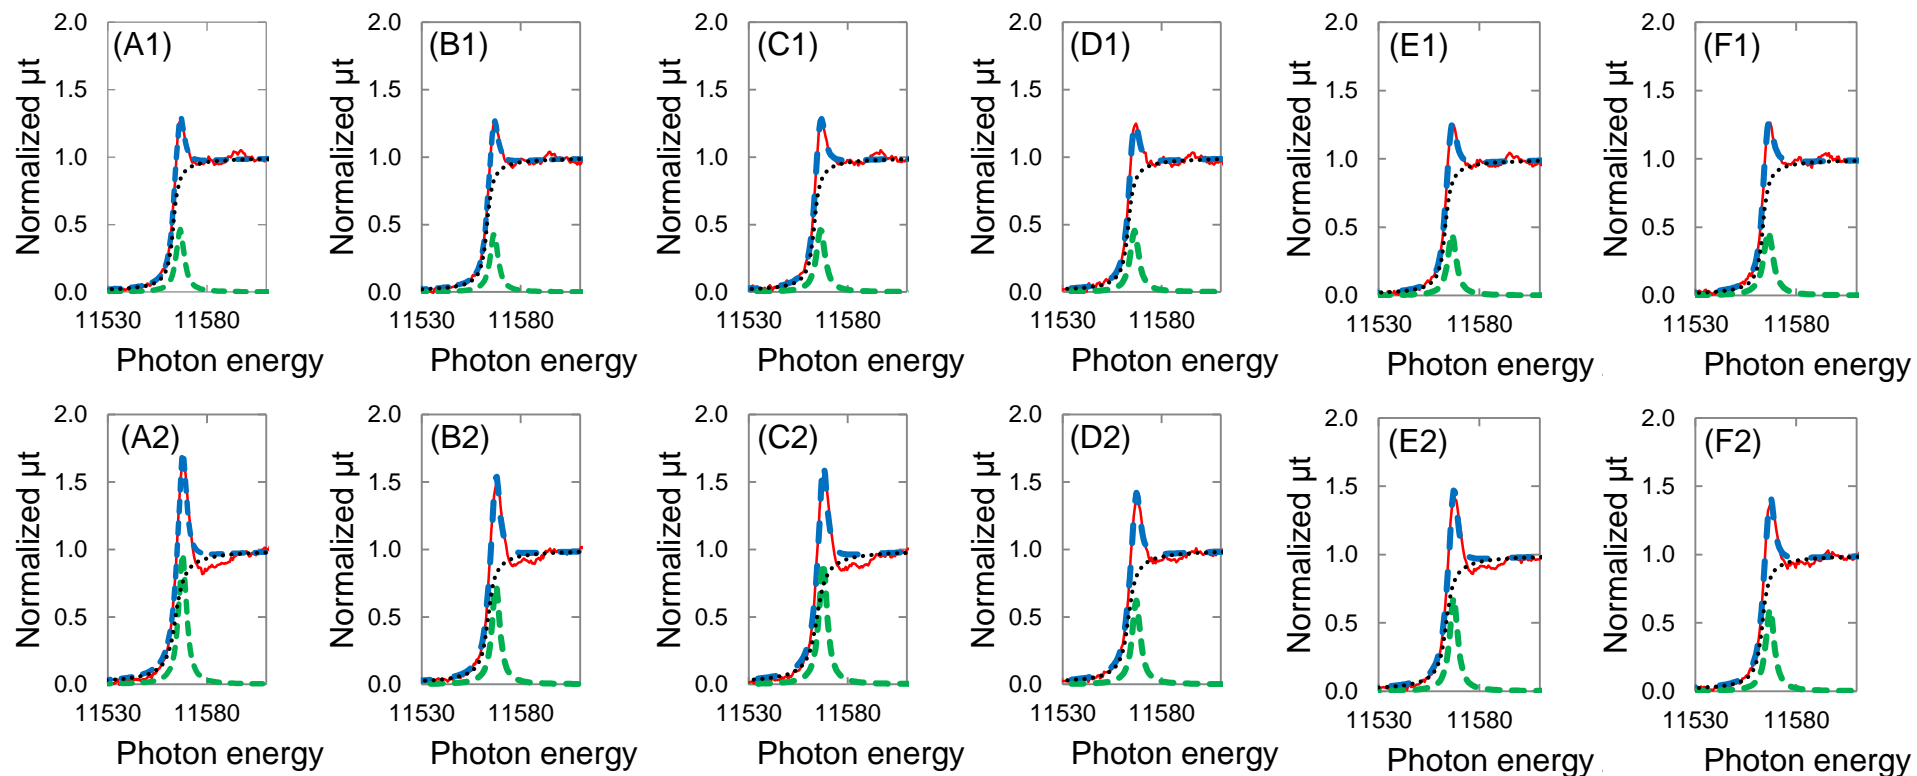 2.0 2.0 2.0 2.0 2.0 2.0
(A1) (B1) (C1) (D1) (E1) (F1)
1.5 1.5 1.5 1.5 1.5 1.5
Normalized µt Normalized µt Normalized µt Normalized µt Normalized µt Normalized µt
1.0 1.0 1.0 1.0 1.0 1.0
0.5 0.5 0.5 0.5 0.5 0.5
0.0 0.0 0.0 0.0 0.0 0.0
11530 11580 11530 11580 11530 11580 11530 11580 11530 11580 11530 11580
Photon energy Photon energy Photon energy Photon energy Photon energy Photon energy
2.0 2.0 2.0 2.0 2.0 2.0
(A2) (B2) (C2) (D2) (E2) (F2)
1.5 1.5 1.5 1.5 1.5 1.5
Normalized µt Normalized µt Normalized µt Normalized µt Normalized µt Normalized µt
1.0 1.0 1.0 1.0 1.0 1.0
0.5 0.5 0.5 0.5 0.5 0.5
0.0 0.0 0.0 0.0 0.0 0.0
11530 11580 11530 11580 11530 11580 11530 11580 11530 11580 11530 11580
Photon energy Photon energy Photon energy Photon energy Photon energy Photon energy